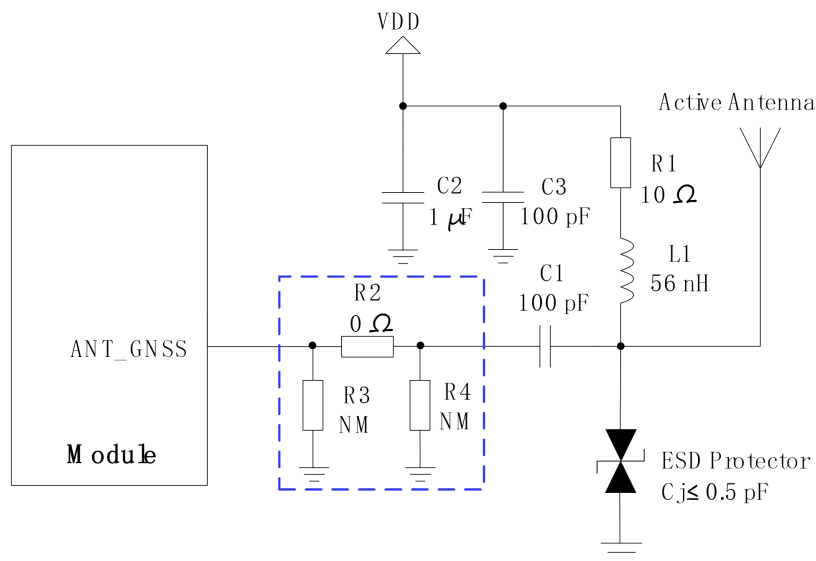 VDD
Active Antenna
R1
10 Ω
C2
1 μF
C3
100 pF
L1
56 nH
C1
100 pF
R2
0 Ω
ANT_GNSS
R3
NM
R4
NM
Module
ESD Protector
Cj≤ 0.5 pF